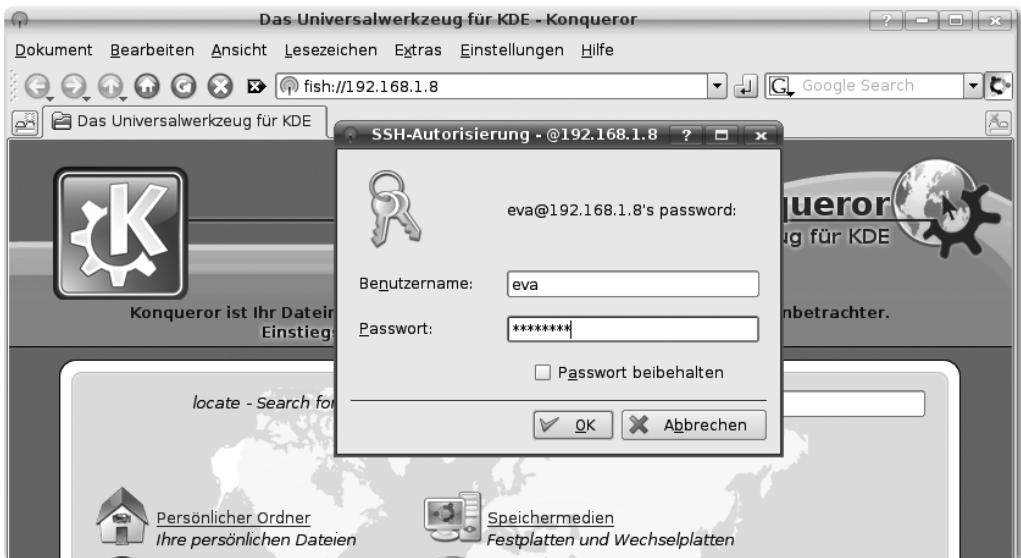 Das Universalwerkzeug für KDE - Konqueror
Dokument Bearbeiten Ansicht Lesezeichen Extras Einstellungen Hilfe
fish://192.168.1.8
G Google Search
Das Universalwerkzeug für KDE
SSH-Autorisierung - @192.168.1.8
eva@192.168.1.8's password:
Benutzername: eva
Passwort: ********
Passwort beibehalten
OK Abbrechen
K
ueror
für KDE
Konqueror ist Ihr
nbetrachter.
locate - Search for
Persönlicher Ordner
Ihre persönlichen Dateien
Speichermedien
Festplatten und Wechselplatten